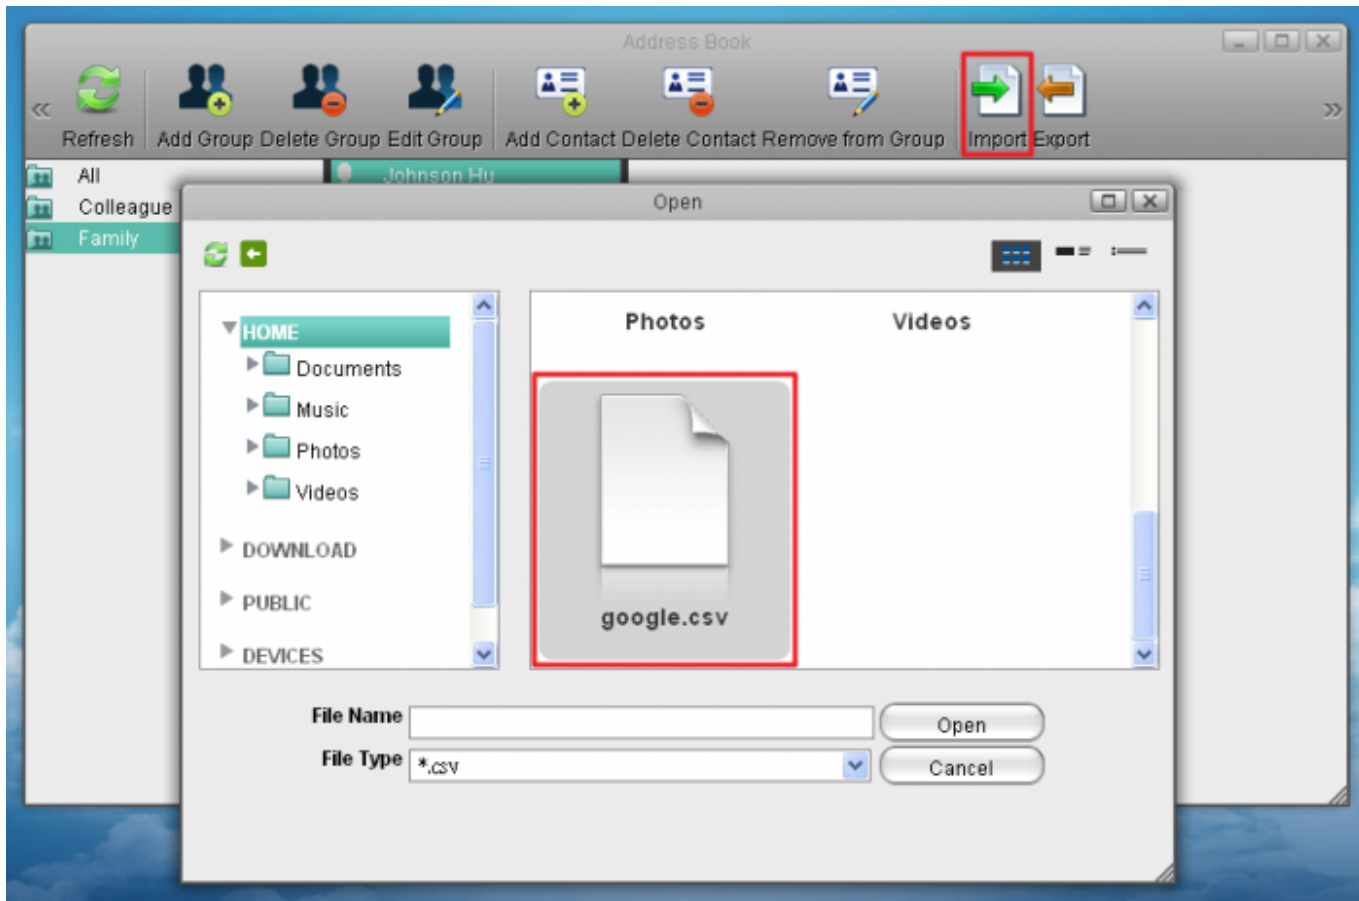 Address Book
Refresh Add Group Delete Group Edit Group Add Contact Delete Contact Remove from Group Import Export
All
Colleague
Family
Johnson Hu
Open
HOME
Documents
Music
Photos
Videos
DOWNLOAD
PUBLIC
DEVICES
Photos Videos
google.csv
File Name
Open
File Type *.csv
Cancel